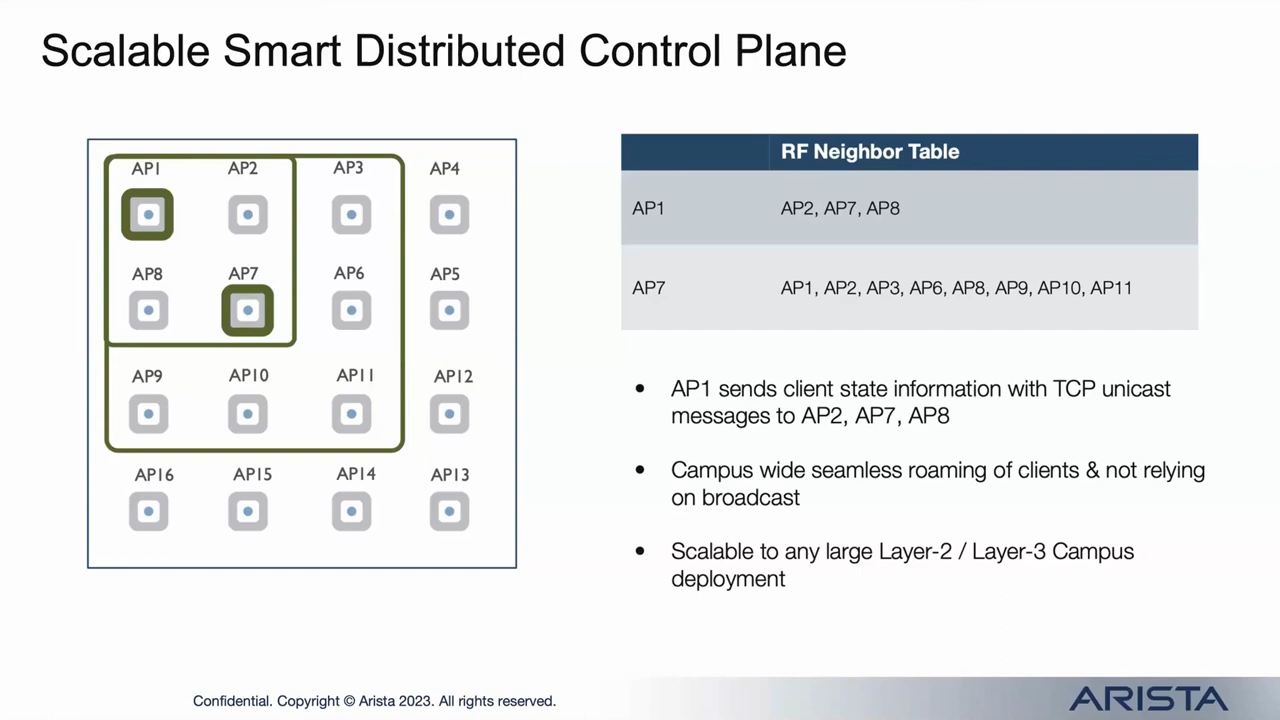 Scalable Smart Distributed Control Plane
AP1 AP2 AP3 AP4
AP8 AP7 AP6 AP5
AP9 AP10 AP11 AP12
AP16 AP15 AP14 AP13
RF Neighbor Table
AP1 AP2, AP7, AP8
AP7 AP1, AP2, AP3, AP6, AP8, AP9, AP10, AP11
• AP1 sends client state information with TCP unicast
messages to AP2, AP7, AP8
• Campus wide seamless roaming of clients & not relying
on broadcast
• Scalable to any large Layer-2 / Layer-3 Campus
deployment
Confidential. Copyright © Arista 2023. All rights reserved.
ARISTA